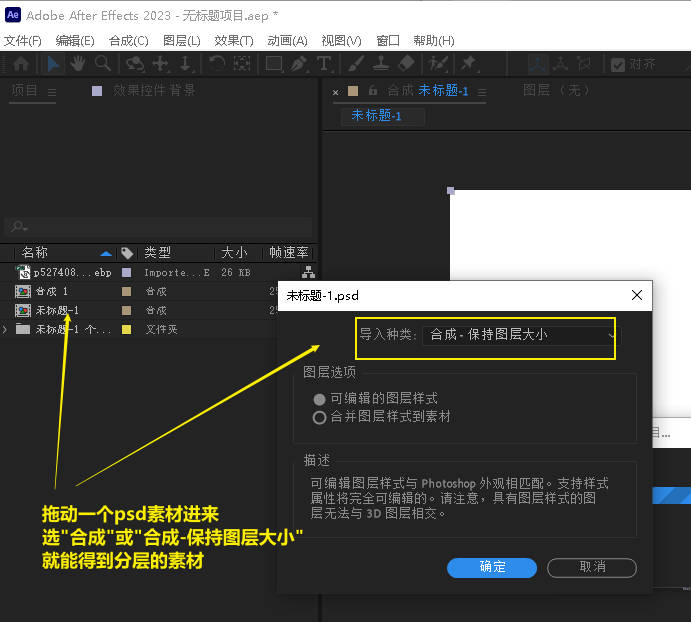 Ae Adobe After Effects 2023 - 无标题项目.aep *
文件(F) 编辑(E) 合成(C) 图层(L) 效果(T) 动画(A) 视图(V) 窗口 帮助(H)
对齐
项目 效果控件 背景
× 合成 未标题-1 图层 (无)
未标题-1
名称 类型 大小 帧速率
p527408...ebp Importe...E 26 KB
合成 1 合成 25
未标题-1 合成 25
未标题-1 个... 文件夹
未标题-1.psd
导入种类: 合成 - 保持图层大小
图层选项
可编辑的图层样式
合并图层样式到素材
目...
描述
可编辑图层样式与 Photoshop 外观相匹配。支持样式
属性将完全可编辑的。请注意，具有图层样式的图
层无法与 3D 图层相交。
拖动一个psd素材进来
选"合成"或"合成-保持图层大小"
就能得到分层的素材
确定 取消